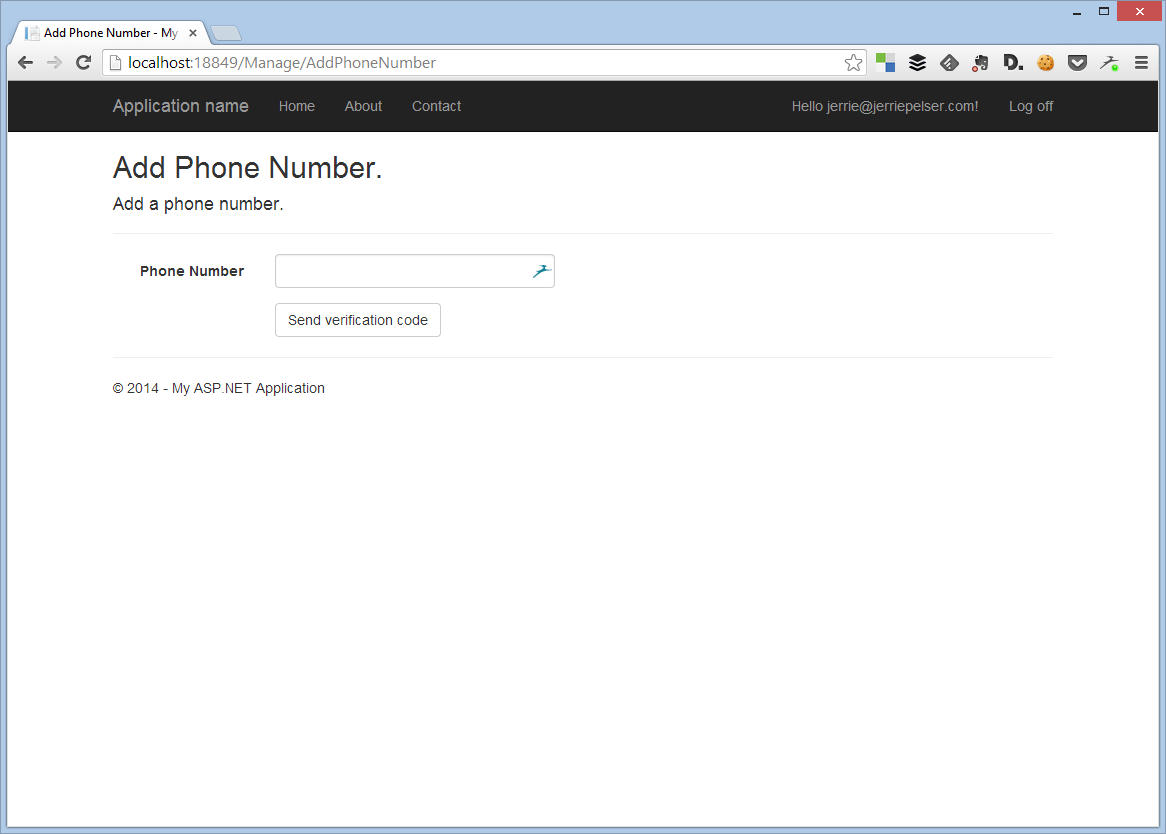 Add Phone Number - My
localhost:18849/Manage/AddPhoneNumber
D.
Application name Home About Contact Hello jerrie@jerriepelser.com! Log off
Add Phone Number.
Add a phone number.
Phone Number
Send verification code
© 2014 - My ASP.NET Application